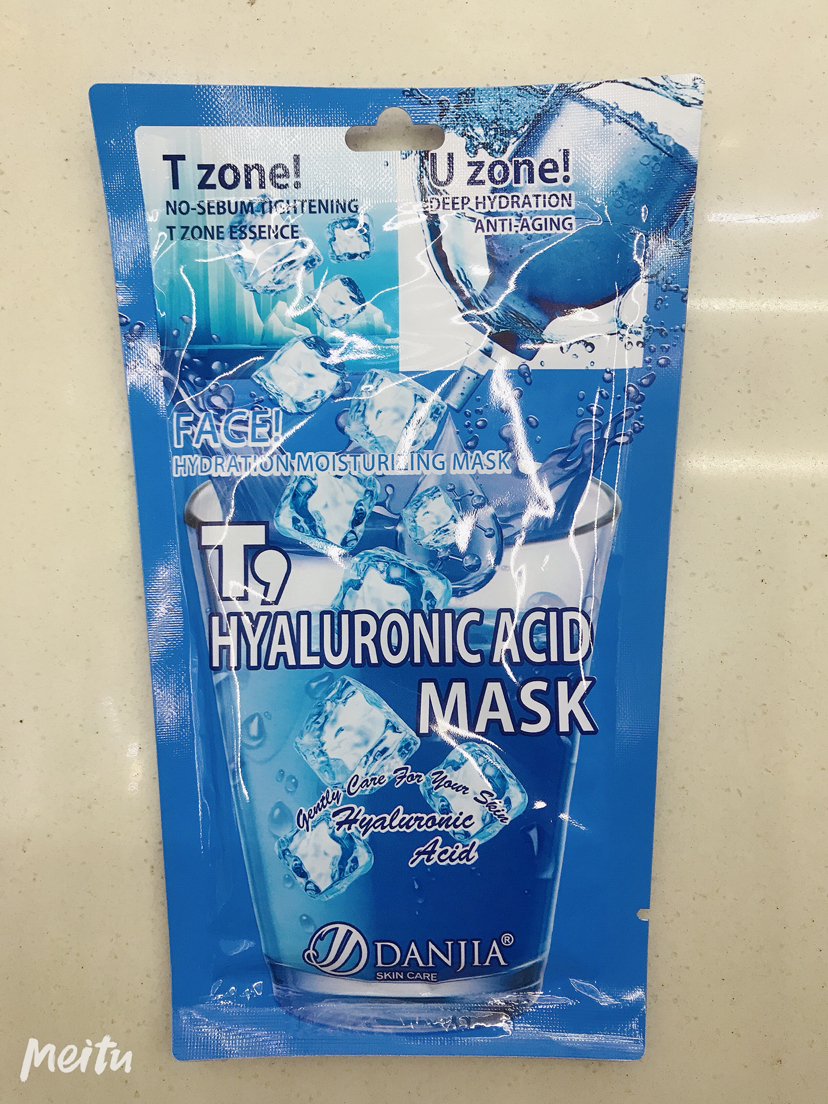 T zone!
NO-SEBUM TIGHTENING
T ZONE ESSENCE
U zone!
DEEP HYDRATION
ANTI-AGING
FACE!
HYDRATION MOISTURIZING MASK
T9
HYALURONIC ACID
MASK
Gently Care For Your Skin
Hyaluronic
Acid
DANJIA®
SKIN CARE
Meitu